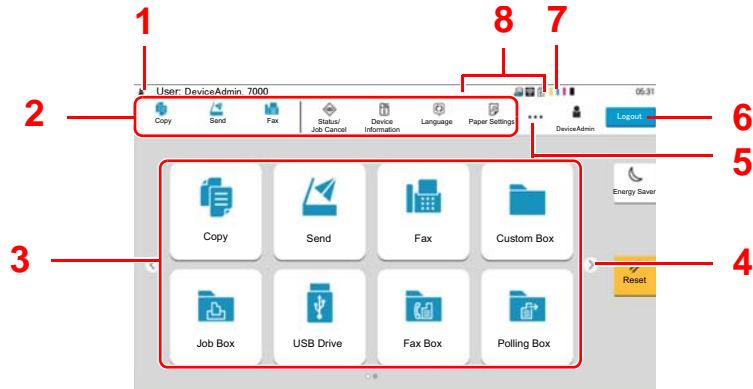 1
8
7
User: DeviceAdmin. 7000
05:31
2
Copy
Send
Fax
Status/
Job Cancel
Device
Information
Language
Paper Settings
DeviceAdmin
Logout
6
5
Energy Saver
Copy
Send
Fax
Custom Box
3
4
Reset
Job Box
USB Drive
Fax Box
Polling Box